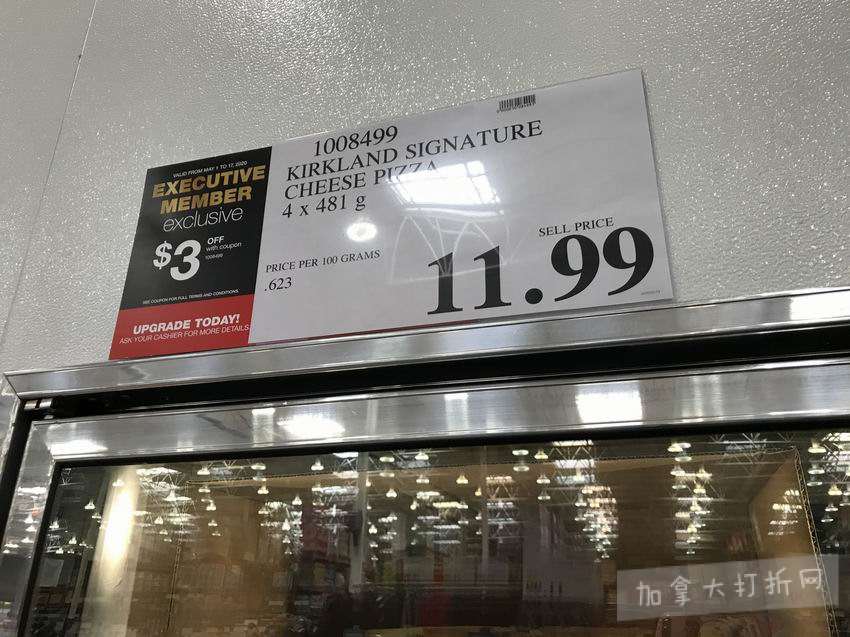 VALID FROM MAY 1 TO 17, 2020
EXECUTIVE
MEMBER
exclusive
$3 OFF
with coupon
1008499
SEE COUPON FOR FULL TERMS AND CONDITIONS
UPGRADE TODAY!
ASK YOUR CASHIER FOR MORE DETAILS
1008499
KIRKLAND SIGNATURE
CHEESE PIZZA
4 x 481 g
PRICE PER 100 GRAMS
.623
SELL PRICE
11.99
加拿大打折网